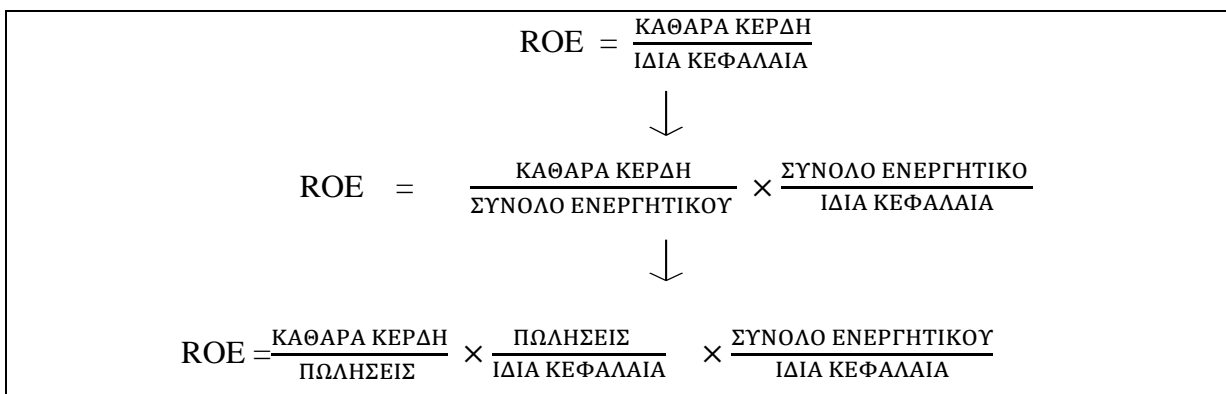 ROE = ΚΑΘΑΡΑ ΚΕΡΔΗ / ΙΔΙΑ ΚΕΦΑΛΑΙΑ
ROE = ΚΑΘΑΡΑ ΚΕΡΔΗ / ΣΥΝΟΛΟ ΕΝΕΡΓΗΤΙΚΟΥ × ΣΥΝΟΛΟ ΕΝΕΡΓΗΤΙΚΟ / ΙΔΙΑ ΚΕΦΑΛΑΙΑ
ROE = ΚΑΘΑΡΑ ΚΕΡΔΗ / ΠΩΛΗΣΕΙΣ × ΠΩΛΗΣΕΙΣ / ΙΔΙΑ ΚΕΦΑΛΑΙΑ × ΣΥΝΟΛΟ ΕΝΕΡΓΗΤΙΚΟΥ / ΙΔΙΑ ΚΕΦΑΛΑΙΑ